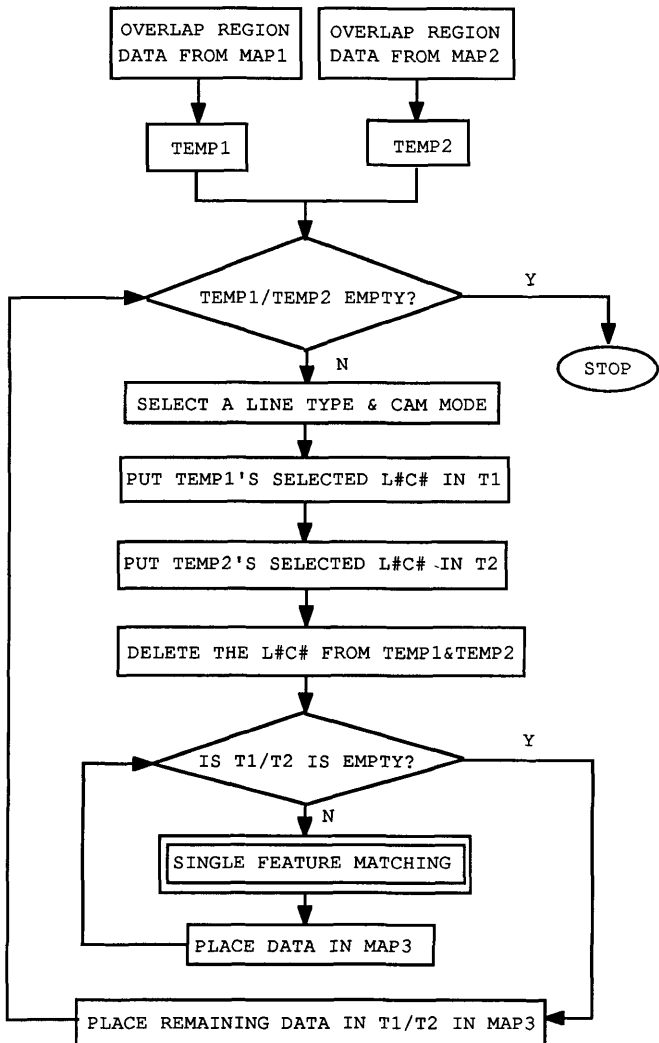 OVERLAP REGION
DATA FROM MAP1
OVERLAP REGION
DATA FROM MAP2
TEMP1
TEMP2
TEMP1/TEMP2 EMPTY?
Y
STOP
N
SELECT A LINE TYPE & CAM MODE
PUT TEMP1'S SELECTED L#C# IN T1
PUT TEMP2'S SELECTED L#C# IN T2
DELETE THE L#C# FROM TEMP1&TEMP2
IS T1/T2 IS EMPTY?
Y
N
SINGLE FEATURE MATCHING
PLACE DATA IN MAP3
PLACE REMAINING DATA IN T1/T2 IN MAP3